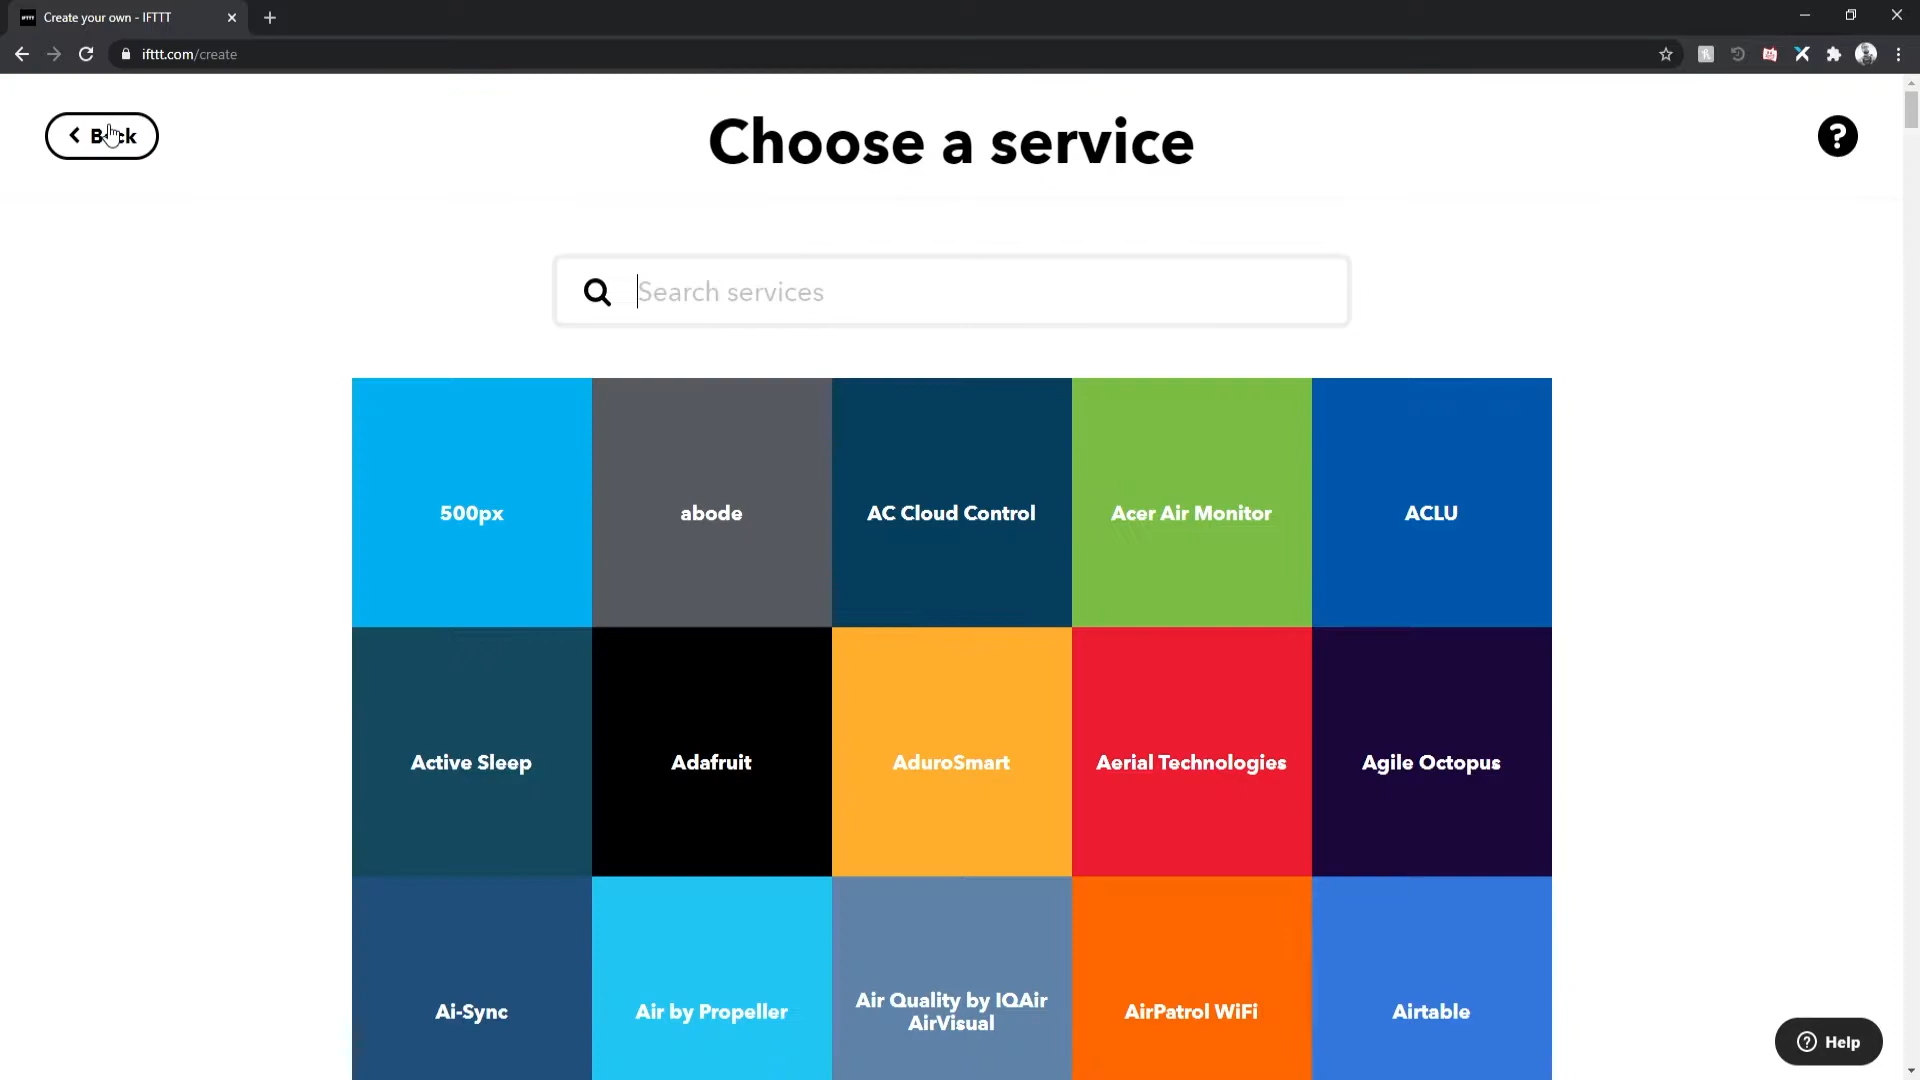 Create your own - IFTTT
ifttt.com/create
Back
Choose a service
?
Search services
500px
abode
AC Cloud Control
Acer Air Monitor
ACLU
Active Sleep
Adafruit
AduroSmart
Aerial Technologies
Agile Octopus
Ai-Sync
Air by Propeller
Air Quality by IQAir
AirVisual
AirPatrol WiFi
Airtable
? Help